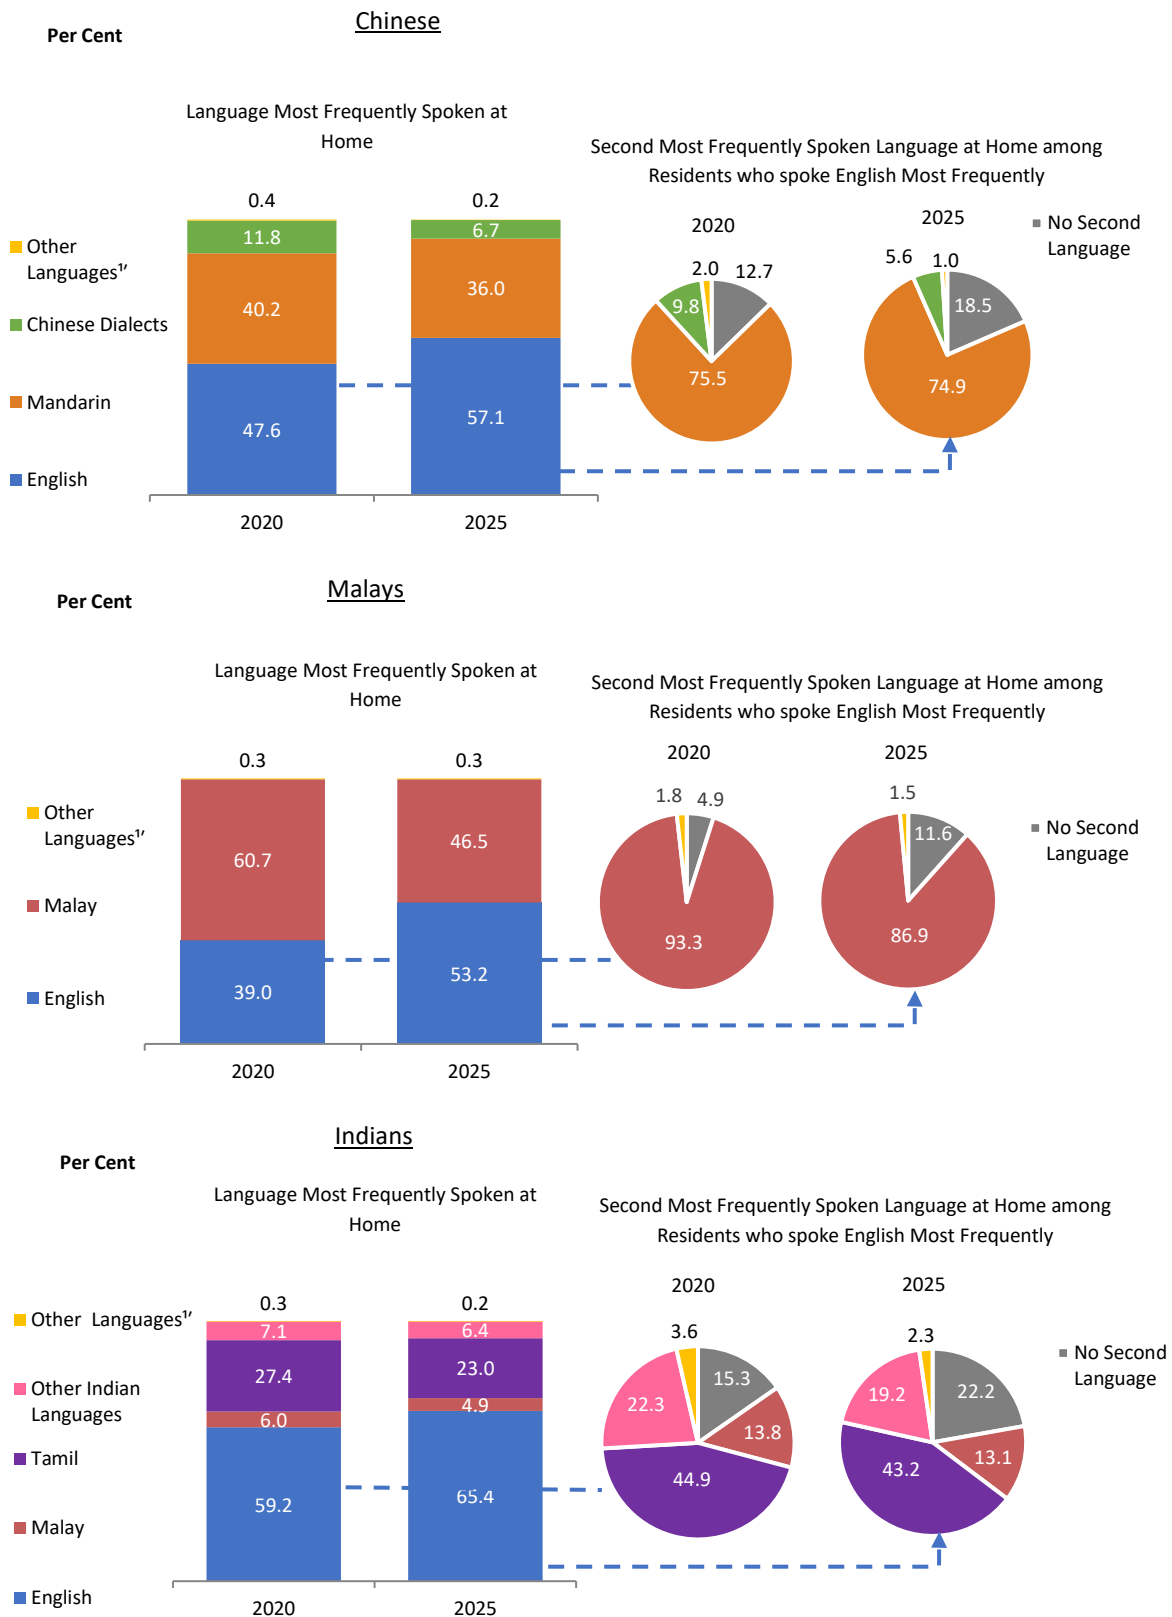 Chinese
Per Cent
Language Most Frequently Spoken at
Home
Second Most Frequently Spoken Language at Home among
Residents who spoke English Most Frequently
0.4
0.2
2020
2025
No Second
Language
Other
Languages¹′
11.8
6.7
2.0
12.7
5.6
1.0
Chinese Dialects
40.2
36.0
9.8
18.5
Mandarin
75.5
74.9
47.6
57.1
English
2020
2025
Malays
Per Cent
Language Most Frequently Spoken at
Home
Second Most Frequently Spoken Language at Home among
Residents who spoke English Most Frequently
0.3
0.3
2020
2025
Other
Languages¹′
1.8
4.9
1.5
No Second
Language
60.7
46.5
11.6
Malay
93.3
86.9
English
39.0
53.2
2020
2025
Indians
Per Cent
Language Most Frequently Spoken at
Home
Second Most Frequently Spoken Language at Home among
Residents who spoke English Most Frequently
0.3
0.2
2020
2025
Other Languages¹′
7.1
6.4
3.6
2.3
No Second
Language
Other Indian
Languages
27.4
23.0
22.3
15.3
19.2
22.2
6.0
4.9
13.8
13.1
Tamil
44.9
43.2
59.2
65.4
Malay
English
2020
2025